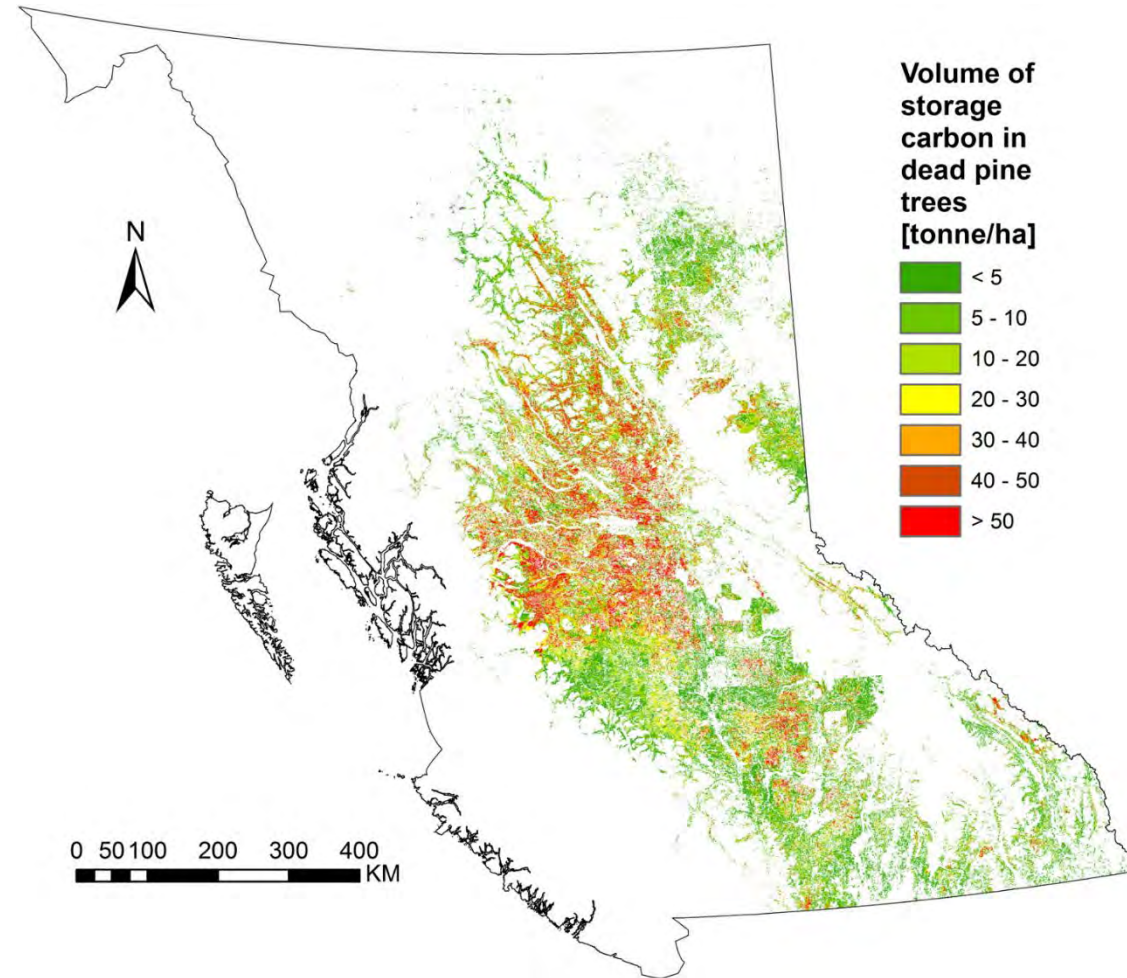 Volume of
storage
carbon in
dead pine
trees
[tonne/ha]
< 5
5 - 10
10 - 20
20 - 30
30 - 40
40 - 50
> 50
N
0 50 100 200 300 400
KM